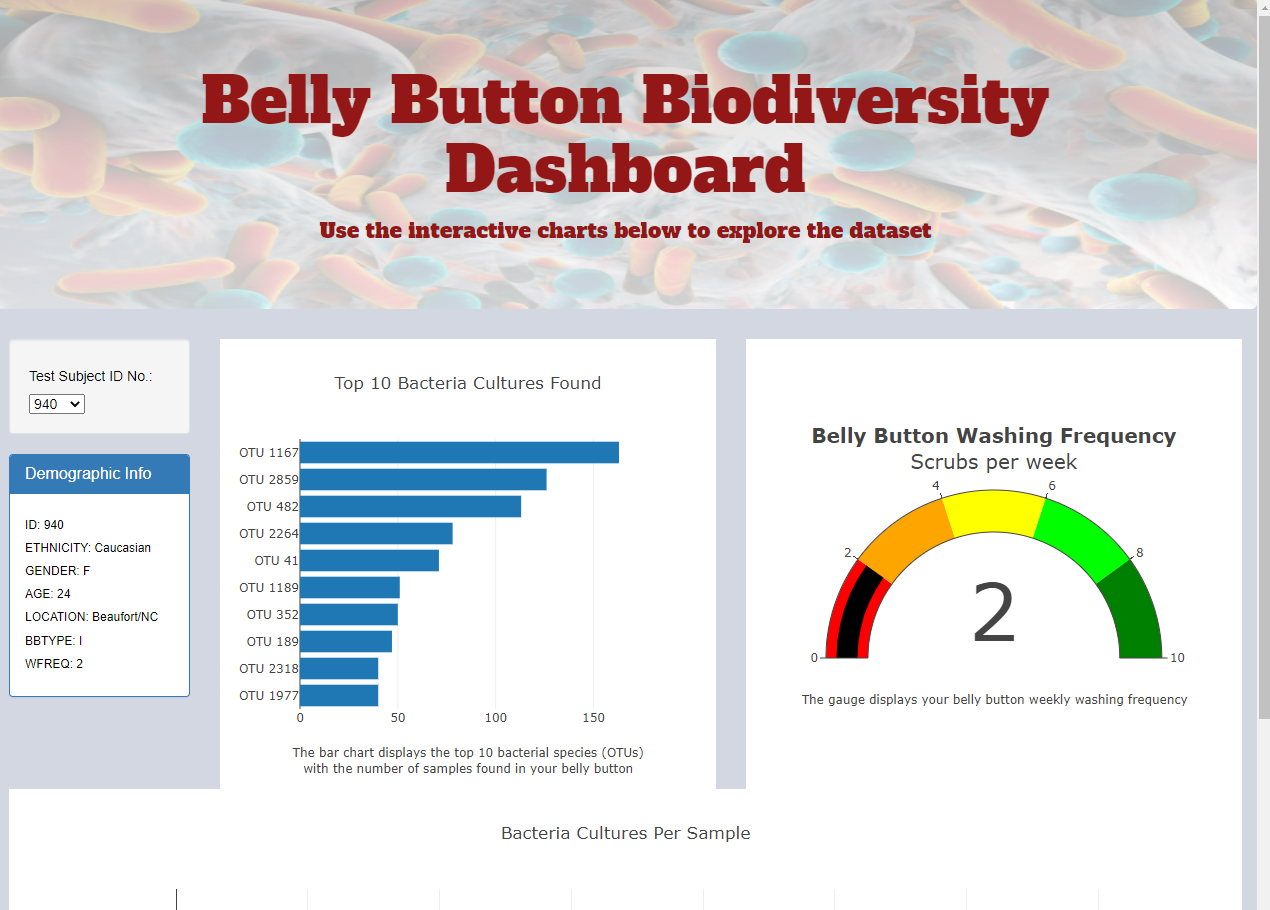 Belly Button Biodiversity
Dashboard
Use the interactive charts below to explore the dataset
Test Subject ID No.:
940
Demographic Info
ID: 940
ETHNICITY: Caucasian
GENDER: F
AGE: 24
LOCATION: Beaufort/NC
BBTYPE: I
WFREQ: 2
Top 10 Bacteria Cultures Found
OTU 1167
OTU 2859
OTU 482
OTU 2264
OTU 41
OTU 1189
OTU 352
OTU 189
OTU 2318
OTU 1977
0 50 100 150
The bar chart displays the top 10 bacterial species (OTUs)
with the number of samples found in your belly button
Belly Button Washing Frequency
Scrubs per week
4 6
2 8
2
0 10
The gauge displays your belly button weekly washing frequency
Bacteria Cultures Per Sample